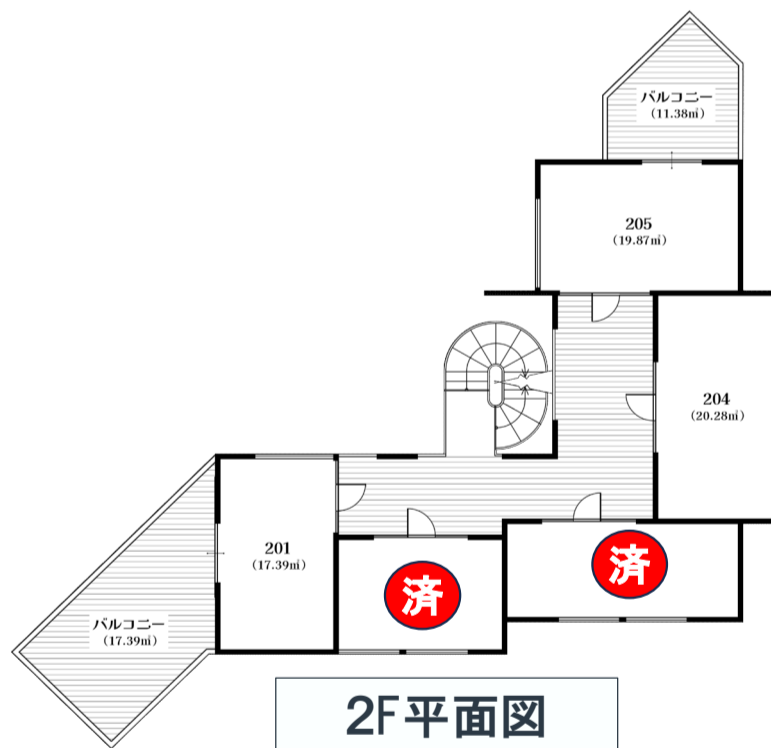 バルコニー
（11.38㎡）
205
（19.87㎡）
204
（20.28㎡）
201
（17.39㎡）
済
済
バルコニー
（17.39㎡）
2F平面図